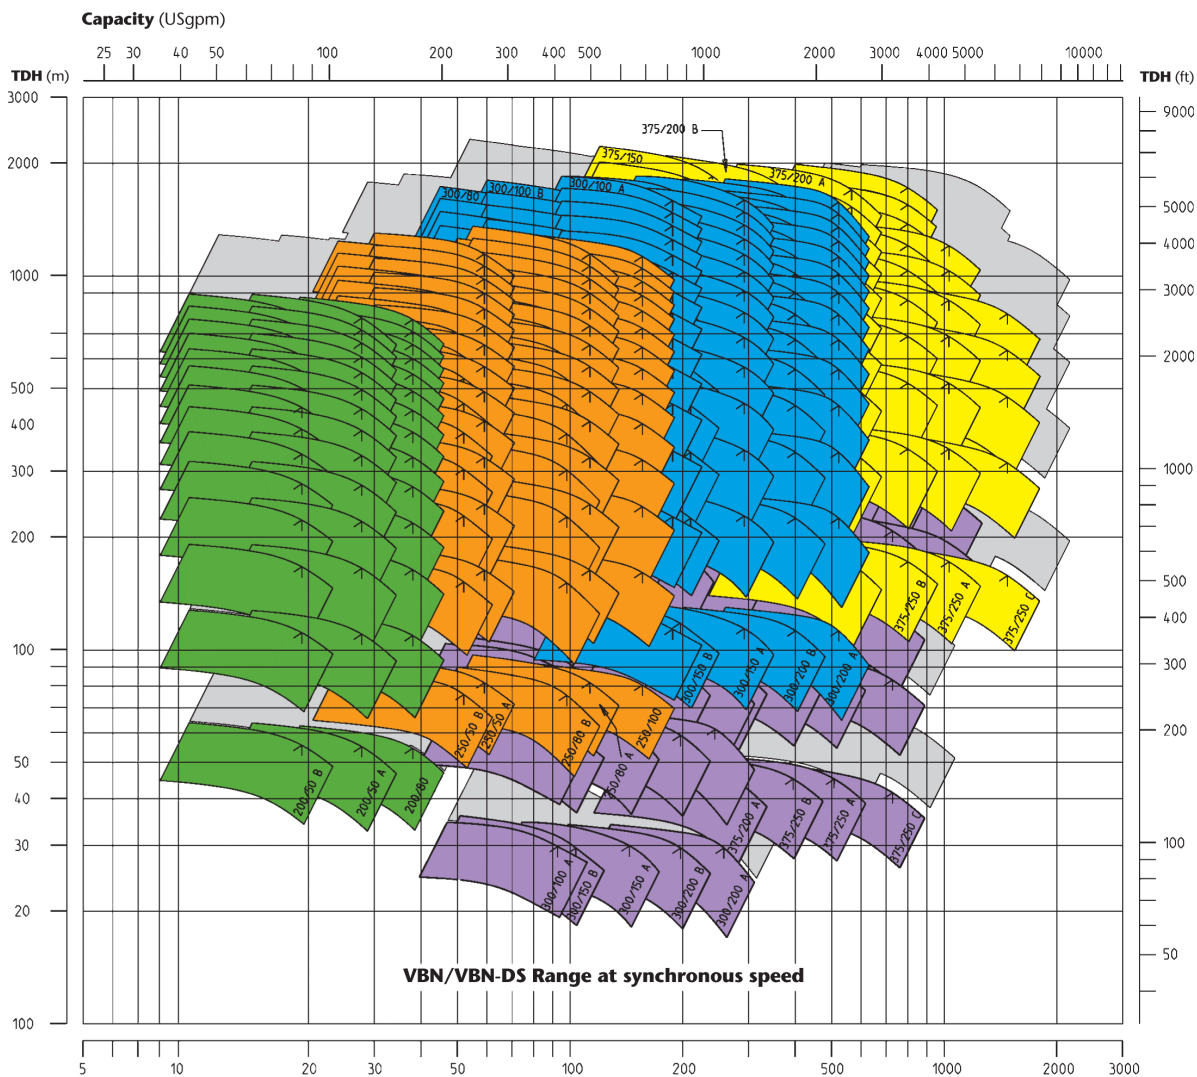 Capacity (USgpm)
25 30 40 50 100 200 300 400 500 1000 2000 3000 4000 5000 10000
TDH (m)
TDH (ft)
3000
9000
375/200 B
375/150
2000
375/200 A
300/80
300/100 B
300/100 A
5000
4000
1000
3000
2000
500
400
300
1000
200
500
375/250 B
375/250 A
375/250 C
400
100
300
300/150 B
300/150 A
300/200 B
300/200 A
200
250/50 B
250/50 A
250/80 B
250/80 A
250/100
50
200/50 B
200/50 A
200/80
40
375/200 A
375/250 B
375/250 A
375/250 C
100
30
300/100 A
300/150 B
300/150 A
300/200 B
300/200 A
20
50
VBN/VBN-DS Range at synchronous speed
100
5 10 20 30 50 100 200 500 1000 2000 3000